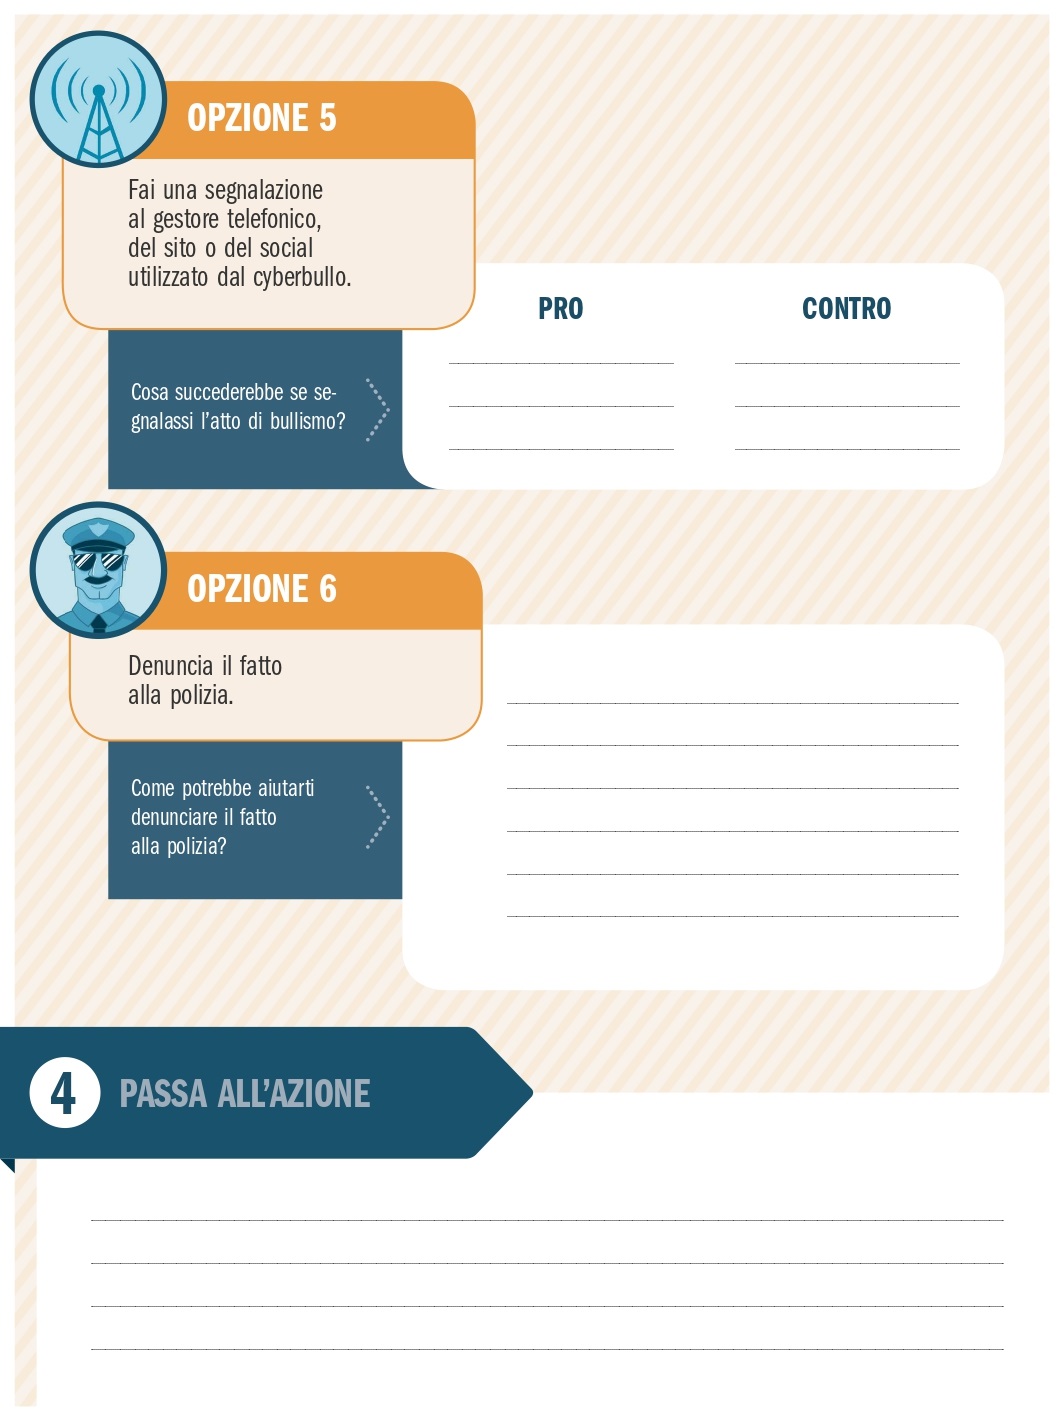 OPZIONE 5
Fai una segnalazione
al gestore telefonico,
del sito o del social
utilizzato dal cyberbullo.
PRO
CONTRO
Cosa succederebbe se se-
gnalassi l’atto di bullismo?
OPZIONE 6
Denuncia il fatto
alla polizia.
Come potrebbe aiutarti
denunciare il fatto
alla polizia?
4 PASSA ALL’AZIONE